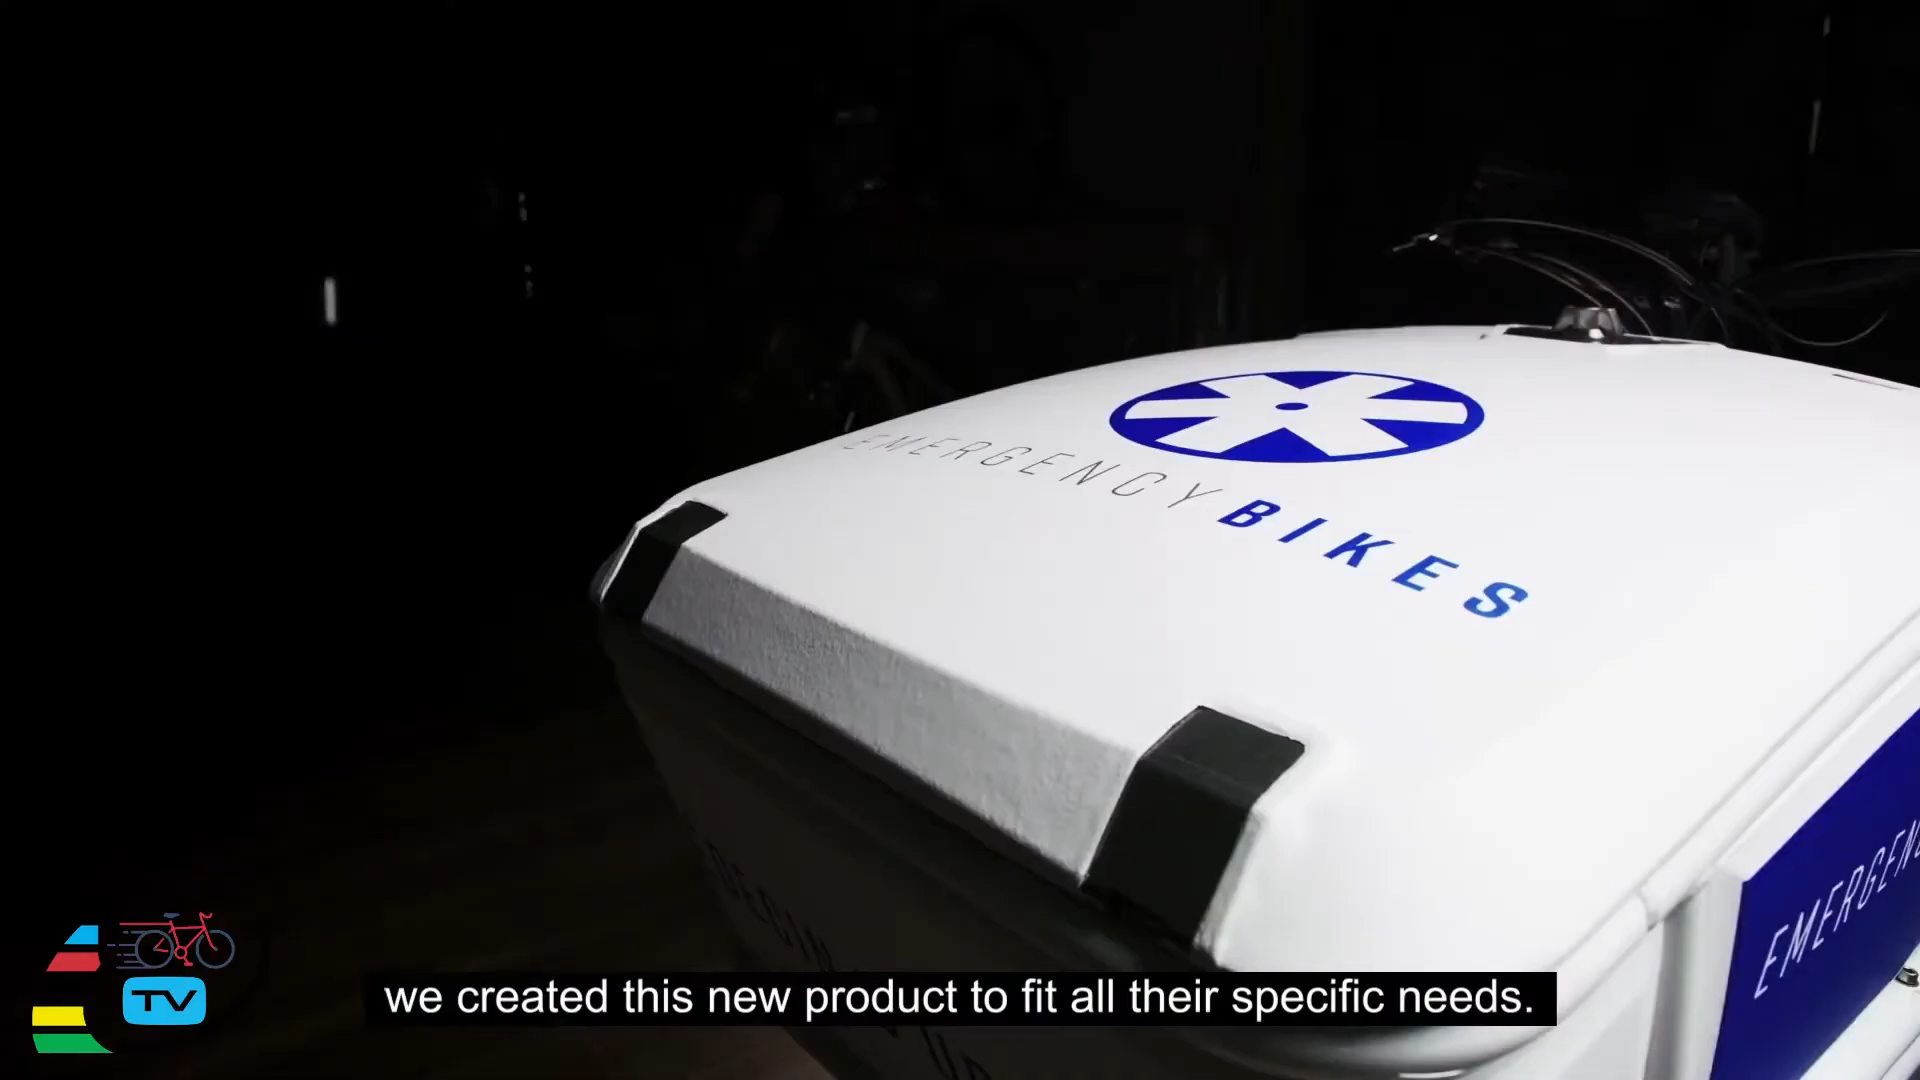 EMERGENCYBIKES
EMERGEN
TV
we created this new product to fit all their specific needs.